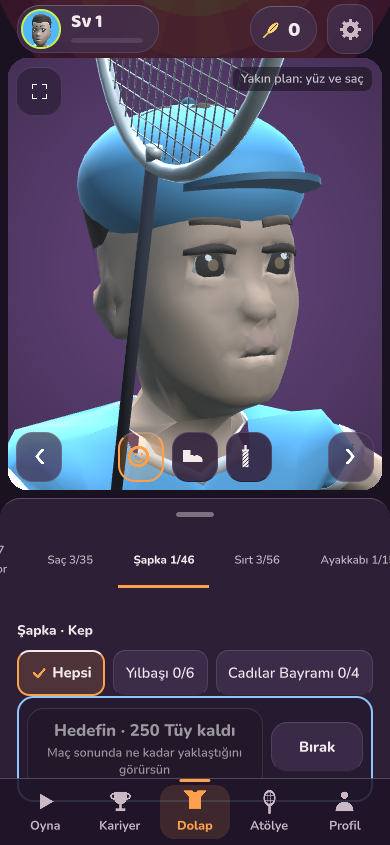 Sv 1
0
Yakın plan: yüz ve saç
Saç 3/35
Şapka 1/46
Sırt 3/56
Şapka · Kep
Hepsi
Yılbaşı 0/6
Cadılar Bayramı 0/4
Hedefin · 250 Tüy kaldı
Maç sonunda ne kadar yaklaştığını
görürsün
Bırak
Oyna
Kariyer
Dolap
Atölye
Profil